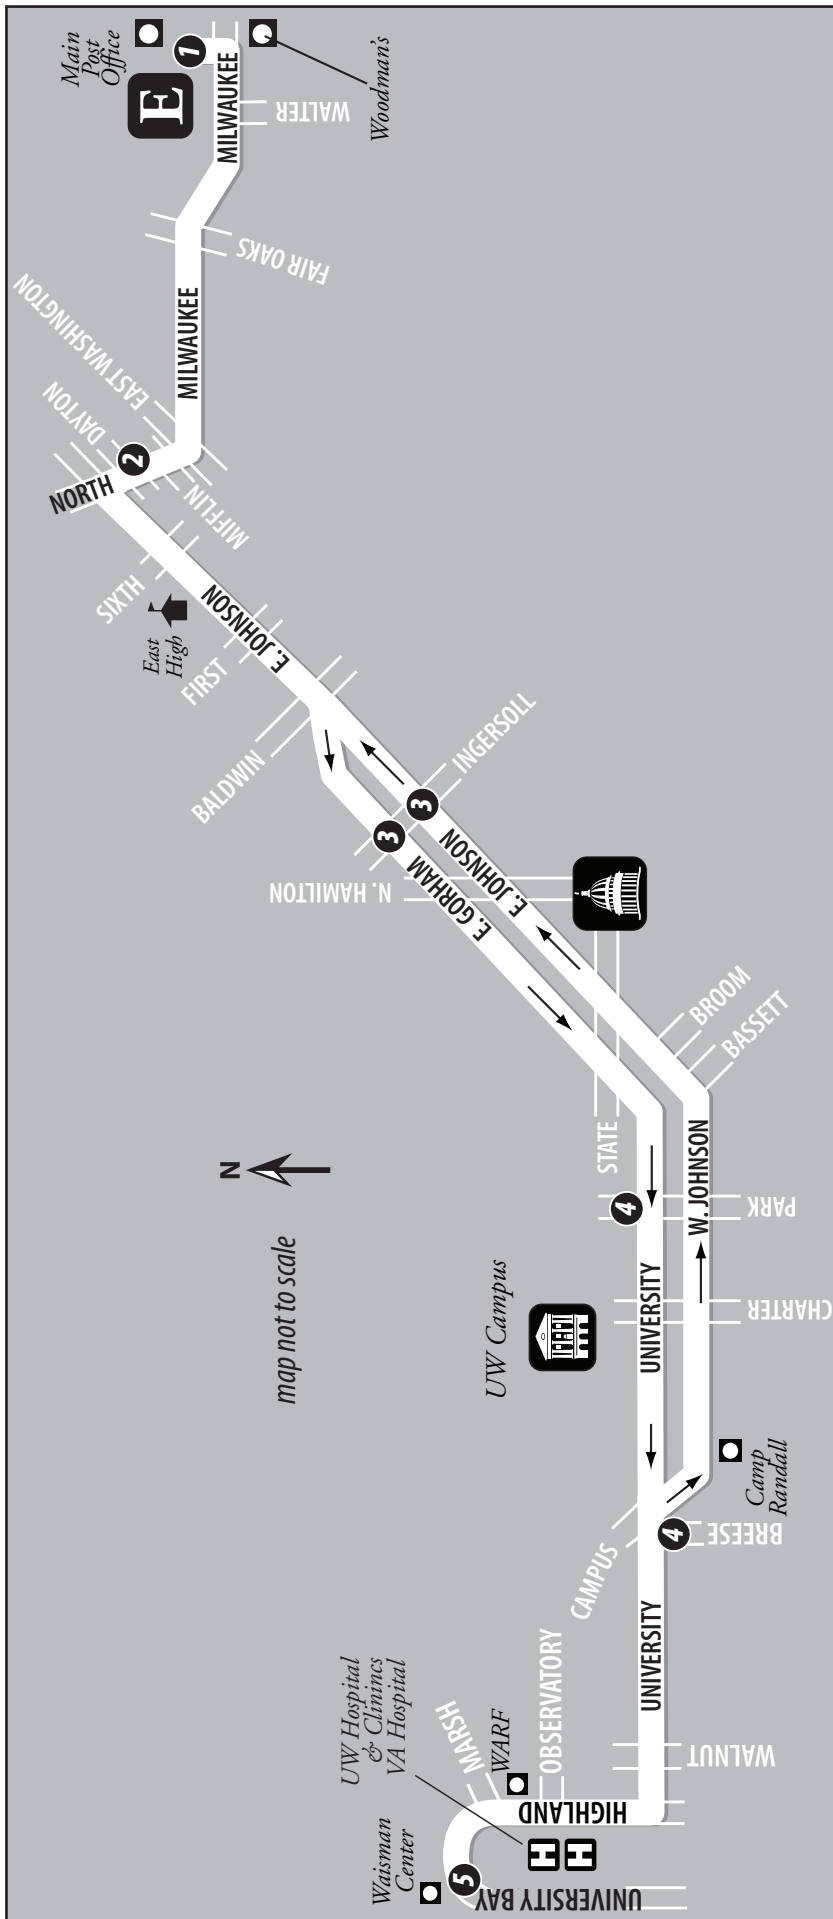 Main
Post
Office
1
E
MILWAUKEE
WALTER
Woodman's
FAIR OAKS
MILWAUKEE
EAST WASHINGTON
DAYTON
2
NORTH
MIFFLIN
SIXTH
East
High
E. JOHNSON
FIRST
BALDWIN
INGERSOLL
3
3
E. JOHNSON
E. GORHAM
N. HAMILTON
BROOM
BASSETT
STATE
N
map not to scale
4
PARK
W. JOHNSON
UW Campus
UNIVERSITY
CHARTER
Camp
Randall
4
BREESE
CAMPUS
UNIVERSITY
UW Hospital
& Clinincs
VA Hospital
MARSH
WARF
OBSERVATORY
WALNUT
HIGHLAND
H
H
Waisman
Center
5
UNIVERSITY BAY